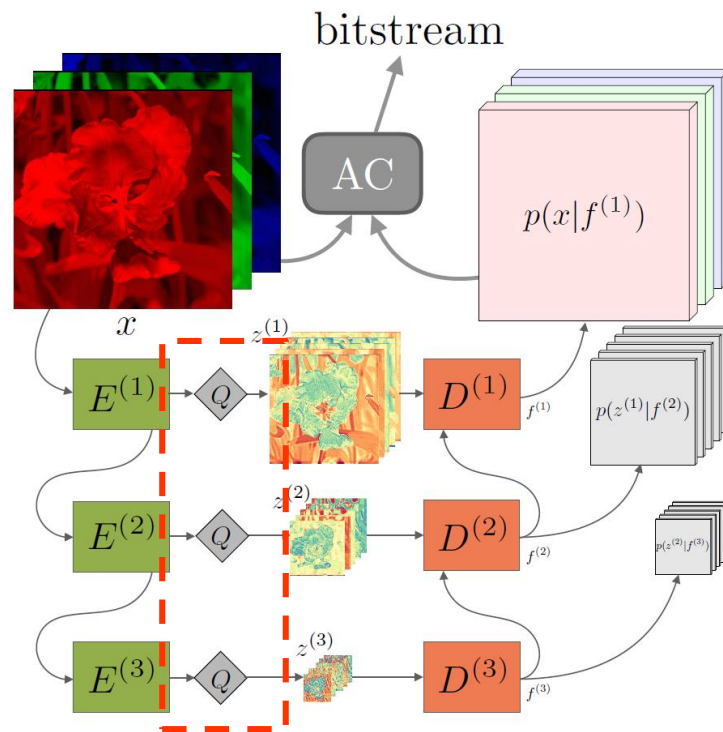 bitstream
AC
p(x|f^{(1)})
x
z^{(1)}
E^{(1)}
Q
D^{(1)}
f^{(1)}
p(z^{(1)}|f^{(2)})
z^{(2)}
E^{(2)}
Q
D^{(2)}
f^{(2)}
p(z^{(2)}|f^{(3)})
z^{(3)}
E^{(3)}
Q
D^{(3)}
f^{(3)}